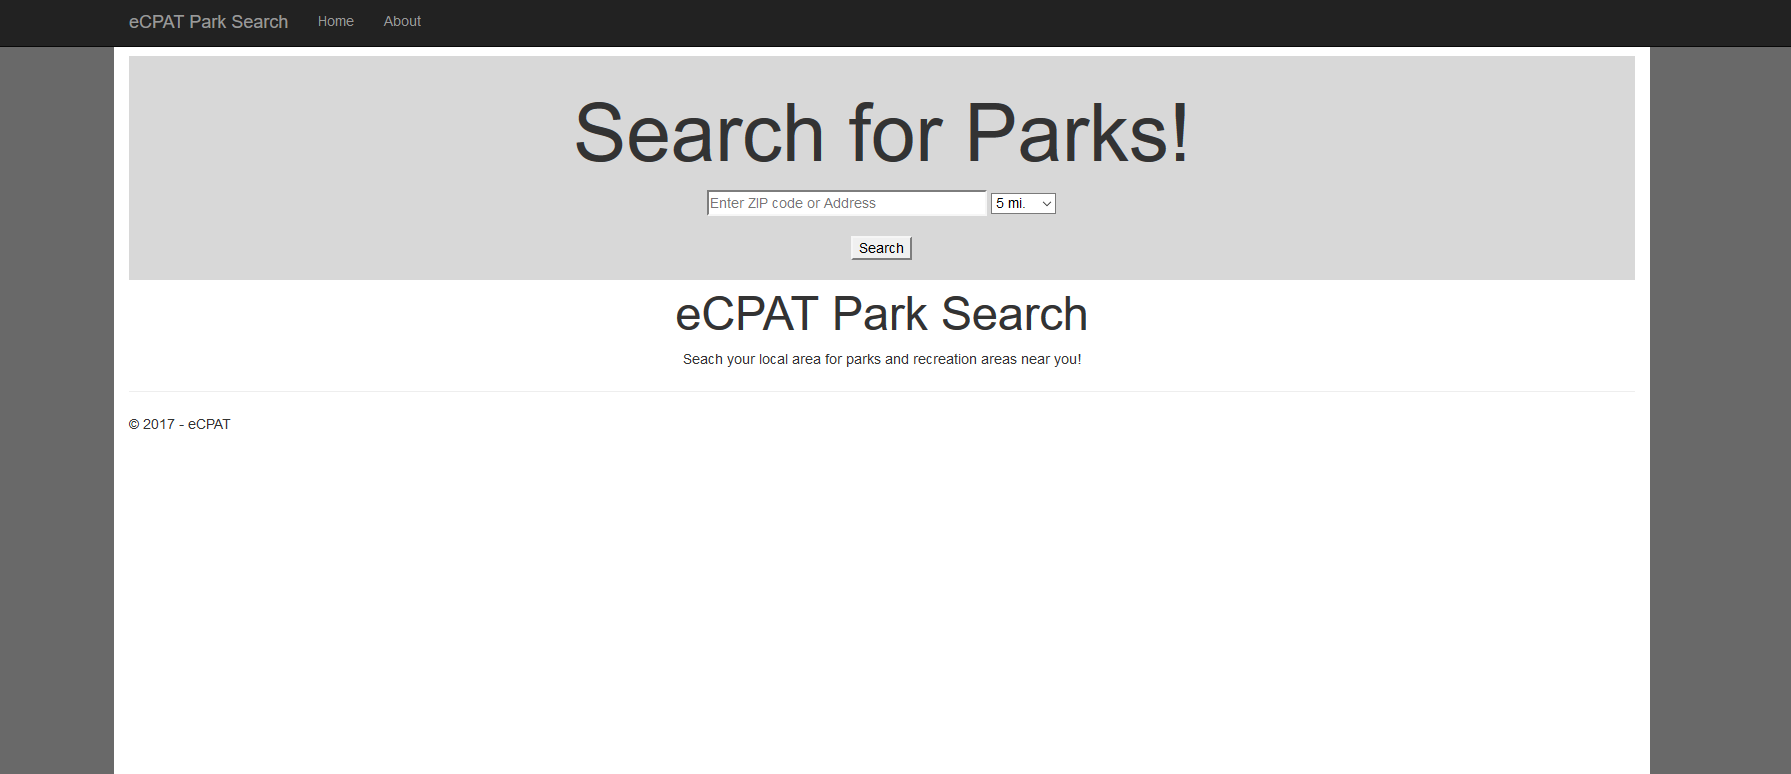 eCPAT Park Search Home About
Search for Parks!
Enter ZIP code or Address 5 mi.
Search
eCPAT Park Search
Seach your local area for parks and recreation areas near you!
© 2017 - eCPAT